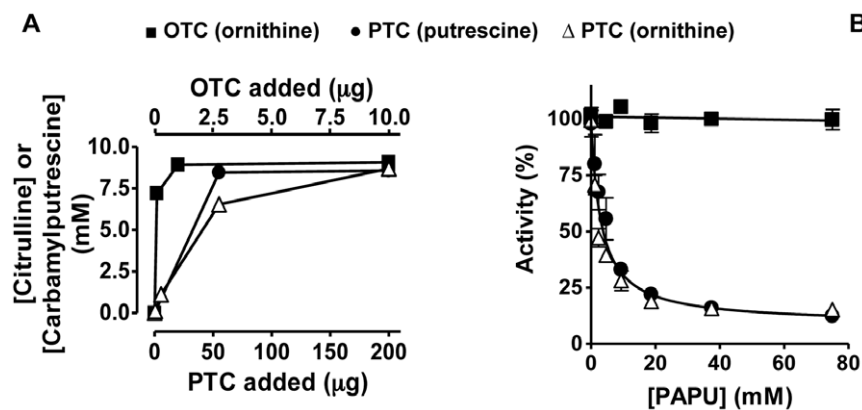 A
■ OTC (ornithine) ● PTC (putrescine) △ PTC (ornithine)
B
OTC added (µg)
0 2.5 5.0 7.5 10.0
[Citrulline] or
[Carbamylputrescine]
(mM)
10.0
7.5
5.0
2.5
0.0
0 50 100 150 200
PTC added (µg)
Activity (%)
100
75
50
25
0
0 20 40 60 80
[PAPU] (mM)